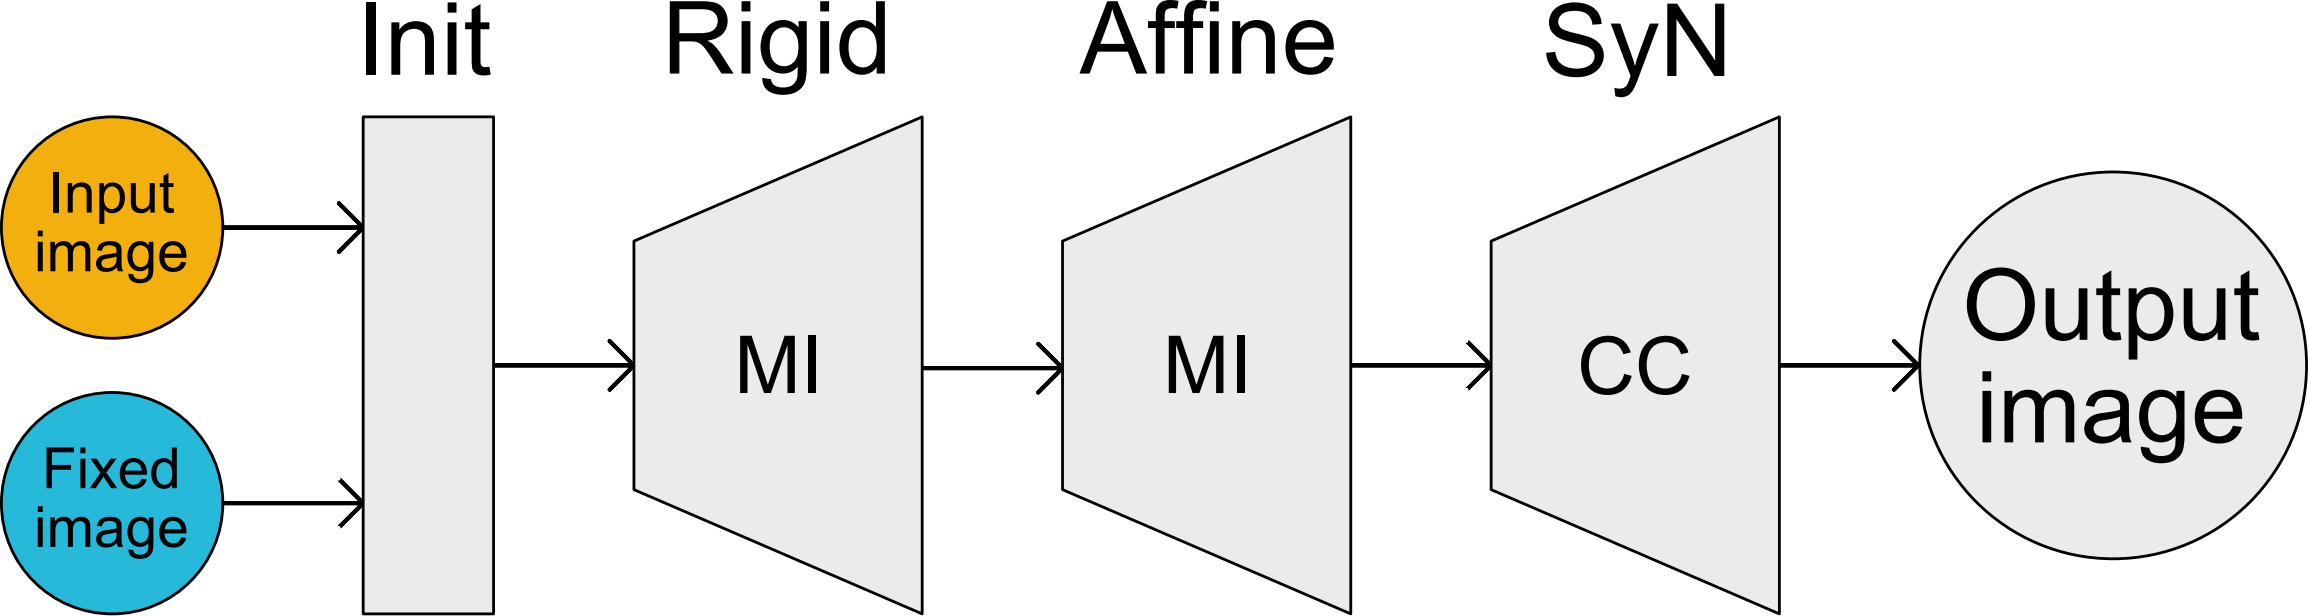 Init
Rigid
Affine
SyN
Input
image
Fixed
image
MI
MI
CC
Output
image